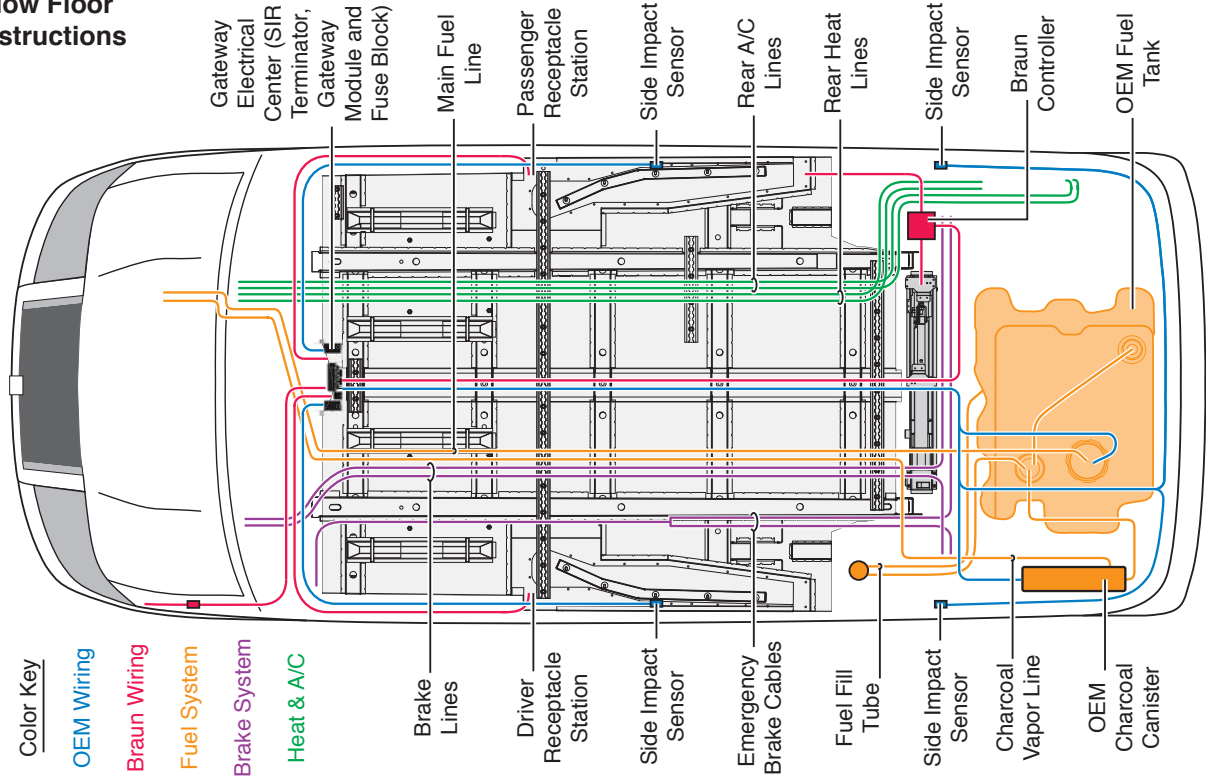 low Floor
structions
Gateway
Electrical
Center (SIR
Terminator,
Gateway
Module and
Fuse Block)
Main Fuel
Line
Passenger
Receptacle
Station
Side Impact
Sensor
Rear A/C
Lines
Rear Heat
Lines
Side Impact
Sensor
Braun
Controller
OEM Fuel
Tank
Color Key
OEM Wiring
Braun Wiring
Fuel System
Brake System
Heat & A/C
Brake
Lines
Driver
Receptacle
Station
Side Impact
Sensor
Emergency
Brake Cables
Fuel Fill
Tube
Side Impact
Sensor
Charcoal
Vapor Line
OEM
Charcoal
Canister